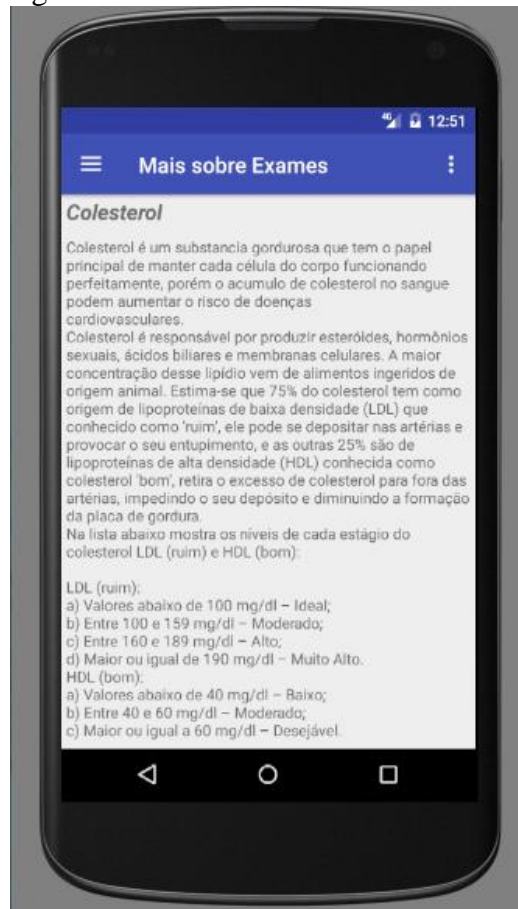 4G 12:51
Mais sobre Exames
Colesterol
Colesterol é um substancia gordurosa que tem o papel
principal de manter cada célula do corpo funcionando
perfeitamente, porém o acumulo de colesterol no sangue
podem aumentar o risco de doenças
cardiovasculares.
Colesterol é responsável por produzir esteróides, hormônios
sexuais, ácidos biliares e membranas celulares. A maior
concentração desse lipídio vem de alimentos ingeridos de
origem animal. Estima-se que 75% do colesterol tem como
origem de lipoproteínas de baixa densidade (LDL) que
conhecido como 'ruim', ele pode se depositar nas artérias e
provocar o seu entupimento, e as outras 25% são de
lipoproteínas de alta densidade (HDL) conhecida como
colesterol 'bom', retira o excesso de colesterol para fora das
artérias, impedindo o seu depósito e diminuindo a formação
da placa de gordura.
Na lista abaixo mostra os níveis de cada estágio do
colesterol LDL (ruim) e HDL (bom):
LDL (ruim):
a) Valores abaixo de 100 mg/dl – Ideal;
b) Entre 100 e 159 mg/dl – Moderado;
c) Entre 160 e 189 mg/dl – Alto;
d) Maior ou igual de 190 mg/dl – Muito Alto.
HDL (bom):
a) Valores abaixo de 40 mg/dl – Baixo;
b) Entre 40 e 60 mg/dl – Moderado;
c) Maior ou igual a 60 mg/dl – Desejável.